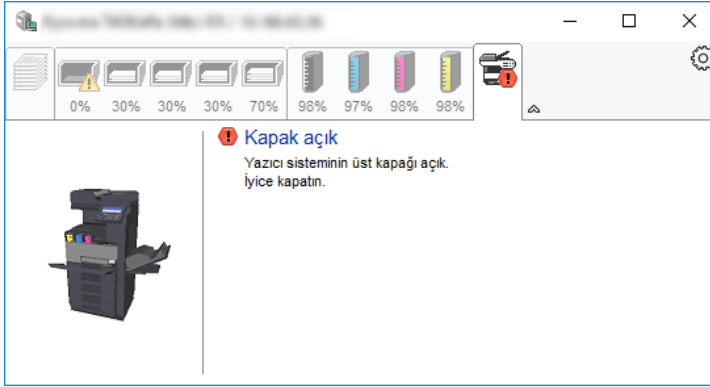 0% 30% 30% 30% 70% 98% 97% 98% 98%
Kapak açık
Yazıcı sisteminin üst kapağı açık.
İyice kapatın.